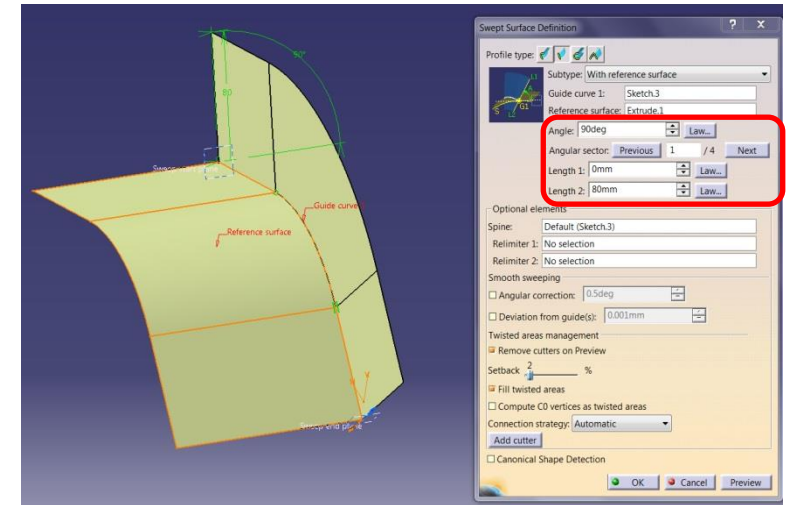 Swept Surface Definition
? X
Profile type:
Subtype: With reference surface
Guide curve 1: Sketch.3
Reference surface: Extrude.1
Angle: 90deg Law...
Angular sector: Previous 1 / 4 Next
Length 1: 0mm Law...
Length 2: 80mm Law...
Optional elements
Spine: Default (Sketch.3)
Relimiter 1: No selection
Relimiter 2: No selection
Smooth sweeping
Angular correction: 0.5deg
Deviation from guide(s): 0.001mm
Twisted areas management
Remove cutters on Preview
Setback 2 %
Fill twisted areas
Compute C0 vertices as twisted areas
Connection strategy: Automatic
Add cutter
Canonical Shape Detection
OK Cancel Preview
L1
A
G1
S
L2
80
90°
Guide curve
Reference surface